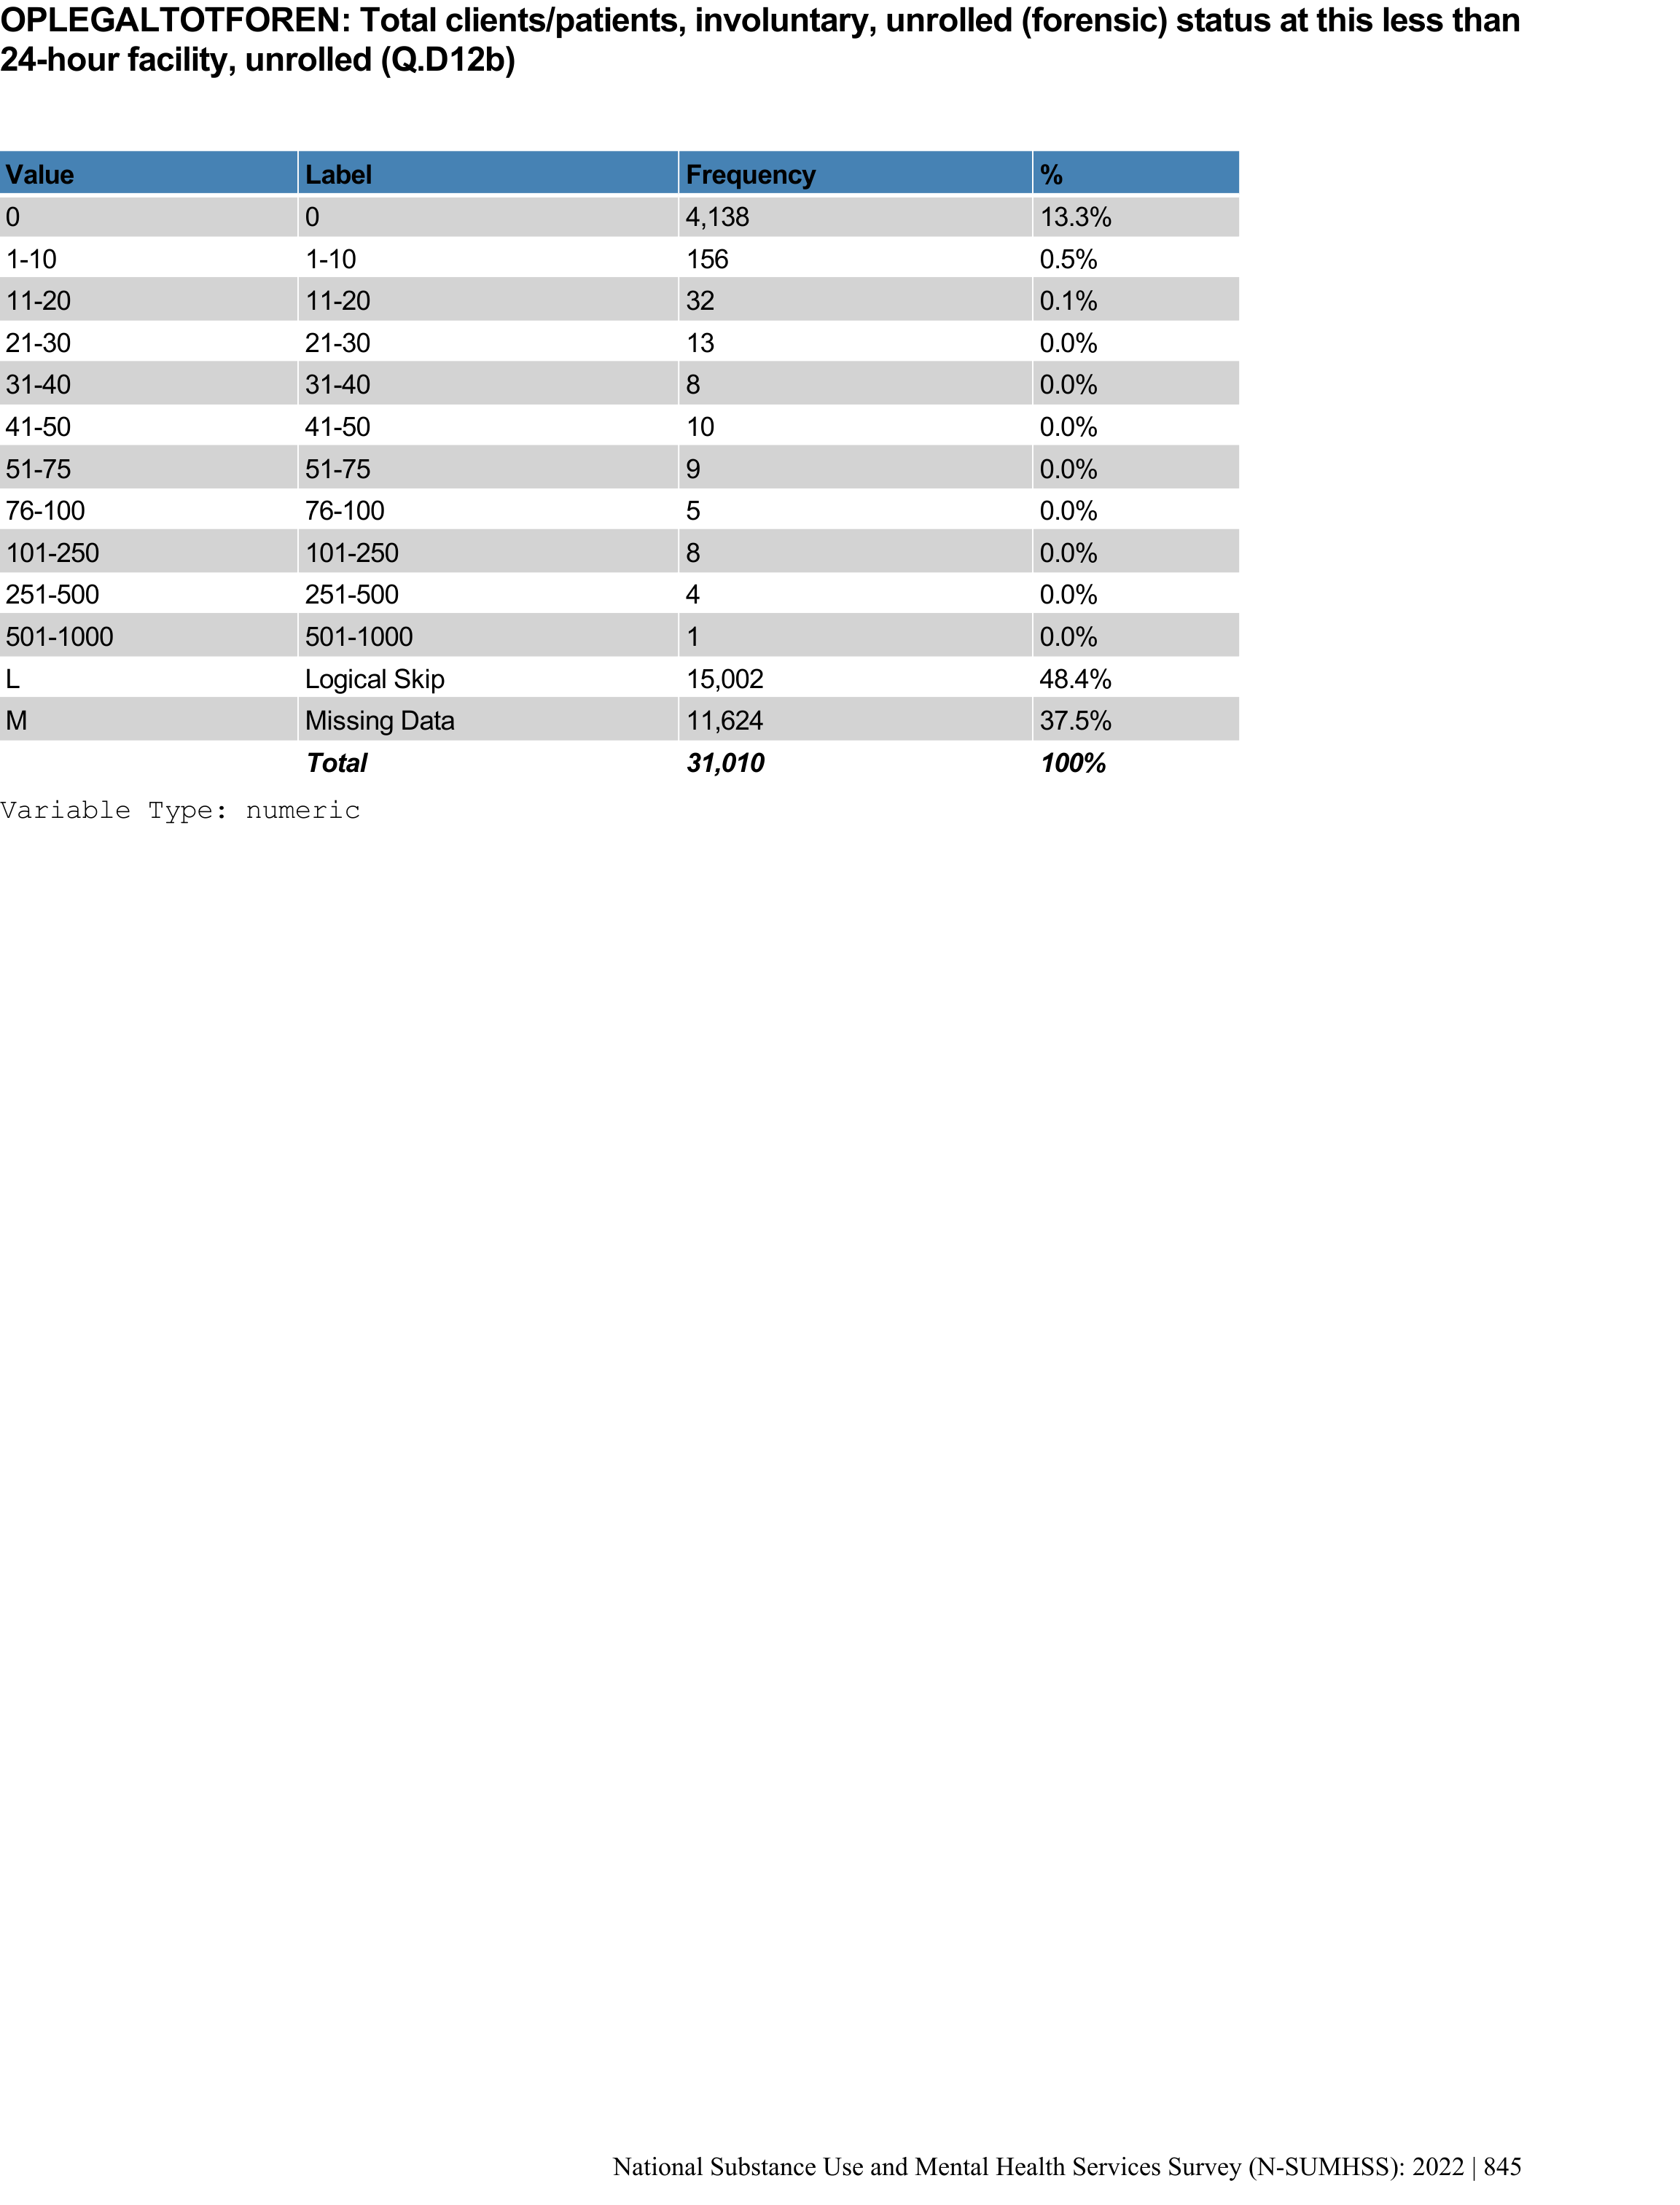 OPLEGALTOTFOREN: Total clients/patients, involuntary, unrolled (forensic) status at this less than
24-hour facility, unrolled (Q.D12b)
Value Label Frequency %
0 0 4,138 13.3%
1-10 1-10 156 0.5%
11-20 11-20 32 0.1%
21-30 21-30 13 0.0%
31-40 31-40 8 0.0%
41-50 41-50 10 0.0%
51-75 51-75 9 0.0%
76-100 76-100 5 0.0%
101-250 101-250 8 0.0%
251-500 251-500 4 0.0%
501-1000 501-1000 1 0.0%
L Logical Skip 15,002 48.4%
M Missing Data 11,624 37.5%
Total 31,010 100%
Variable Type: numeric
National Substance Use and Mental Health Services Survey (N-SUMHSS): 2022 | 845